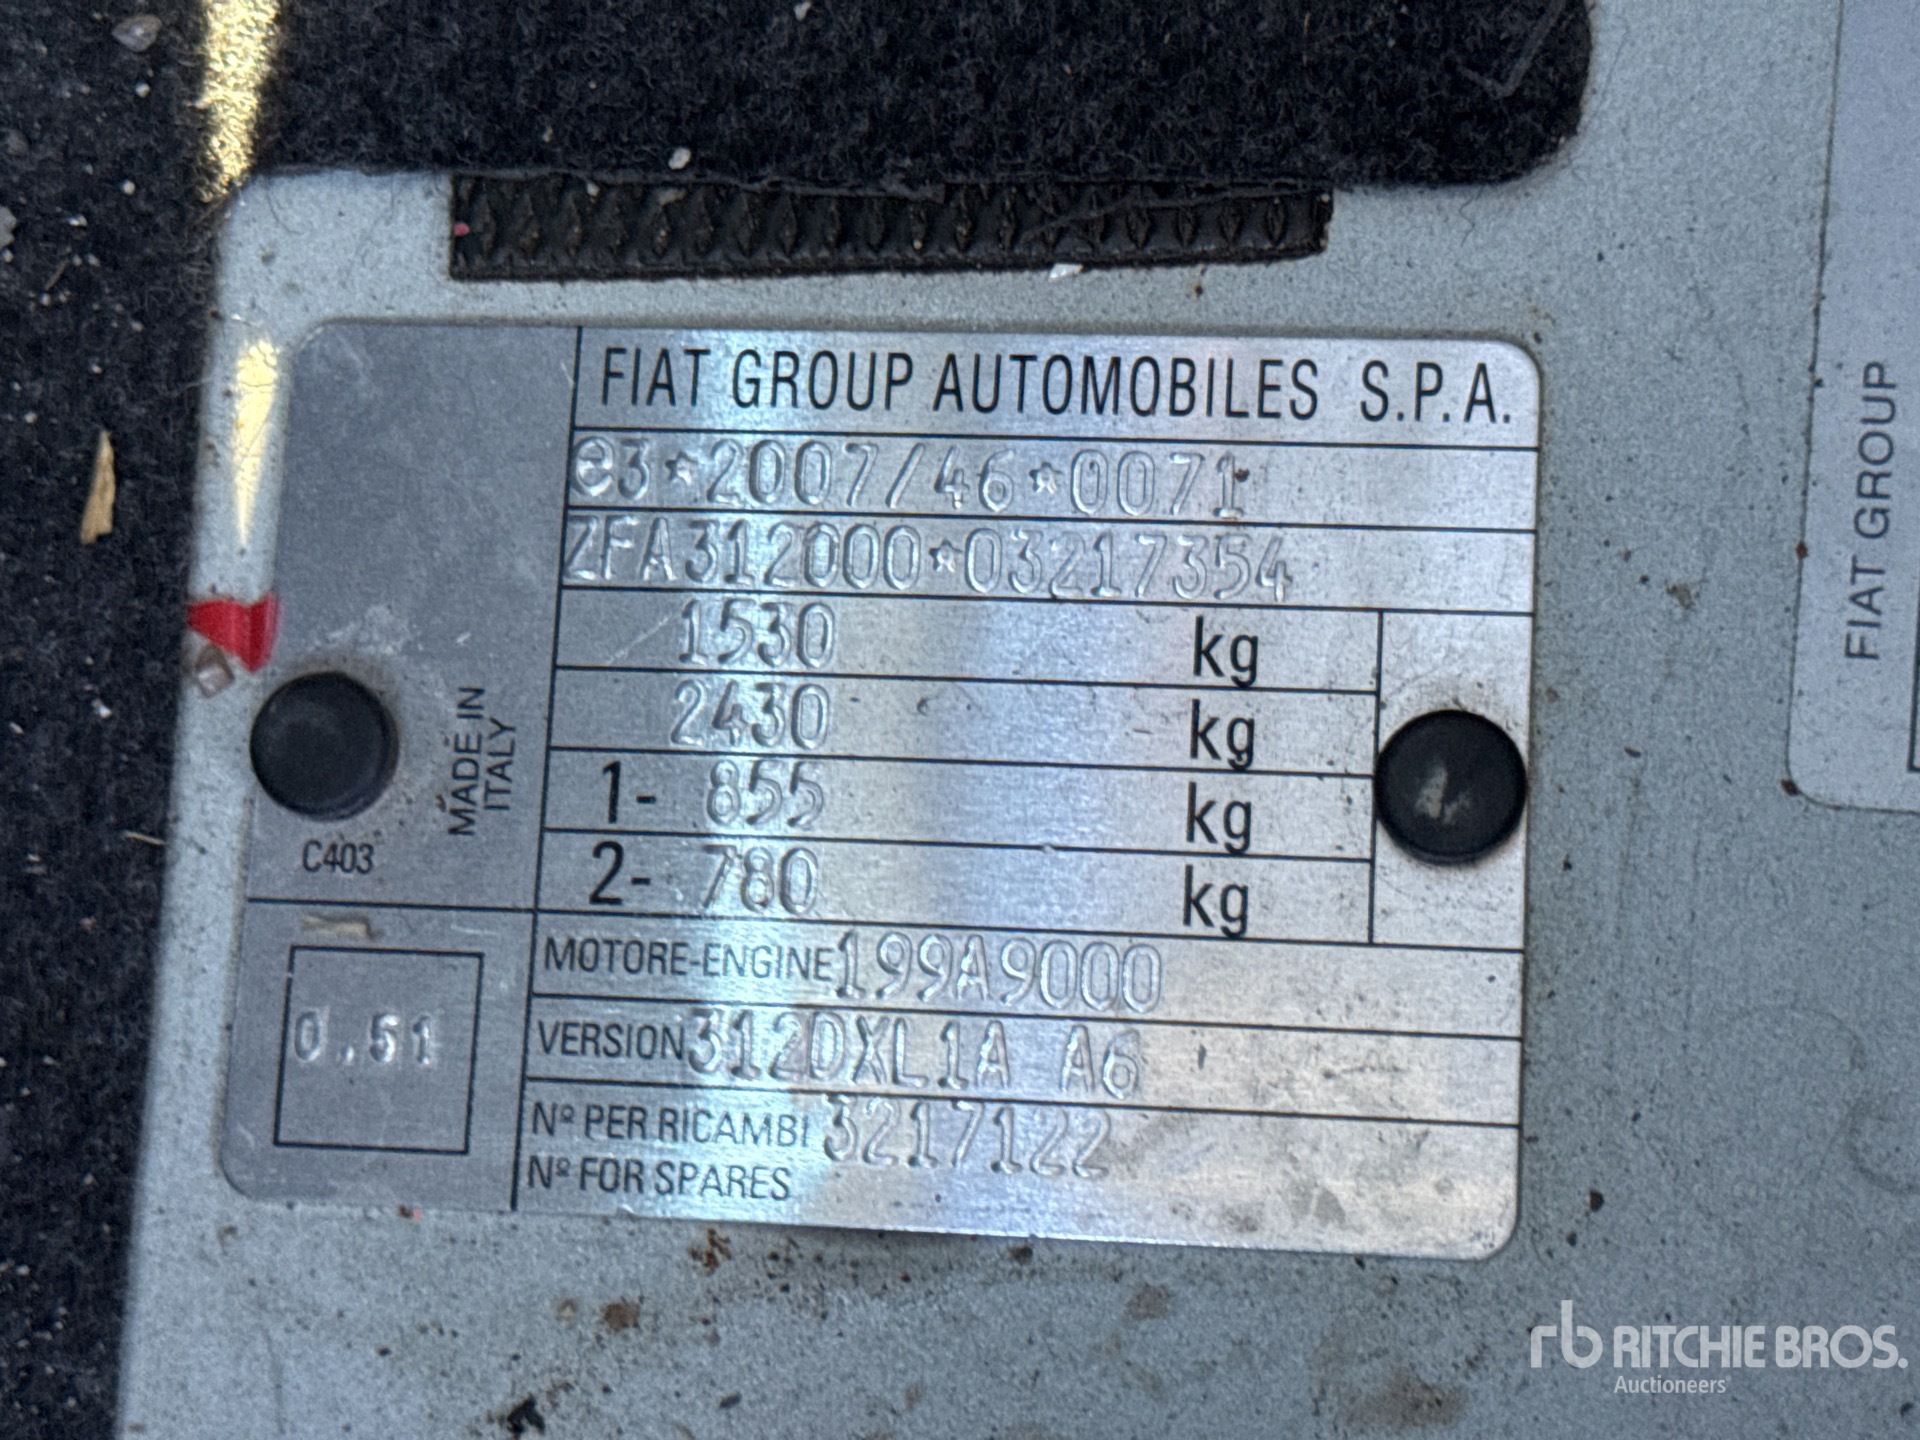 FIAT GROUP AUTOMOBILES S.P.A.
e3*2007/46*0071
ZFA312000*03217354
1530 kg
2430 kg
1- 855 kg
2- 780 kg
MADE IN
ITALY
C403
0.51
MOTORE-ENGINE 199A9000
VERSION 312DXL1A A6
Nº PER RICAMBI 3217122
Nº FOR SPARES
FIAT GROUP
rb RITCHIE BROS.
Auctioneers